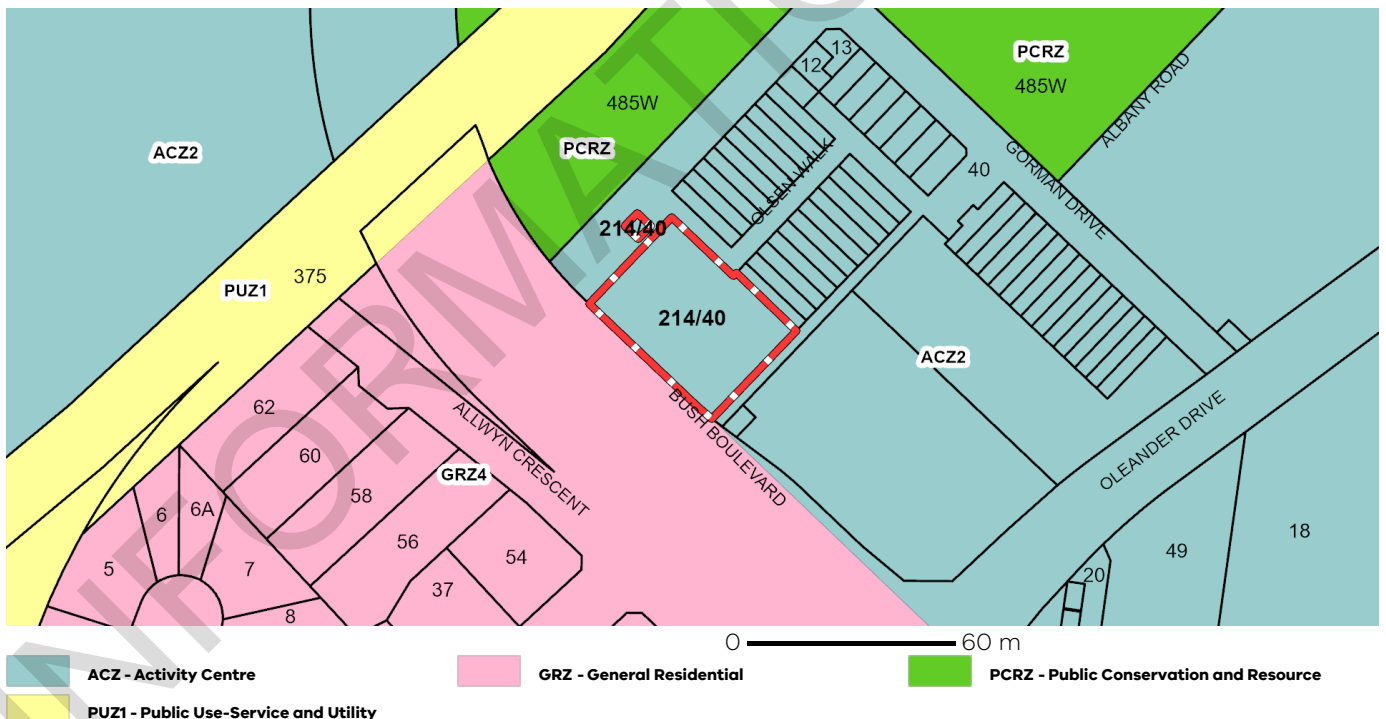 13
12
PCRZ
485W
ALBANY ROAD
485W
PCRZ
ACZ2
GORMAN DRIVE
40
OLSEN WALK
214/40
375
PUZ1
214/40
ACZ2
BUSH BOULEVARD
OLEANDER DRIVE
ALLWYN CRESCENT
62
60
GRZ4
58
6
6A
56
54
5
7
37
8
18
49
20
0 60 m
ACZ - Activity Centre GRZ - General Residential PCRZ - Public Conservation and Resource
PUZ1 - Public Use-Service and Utility